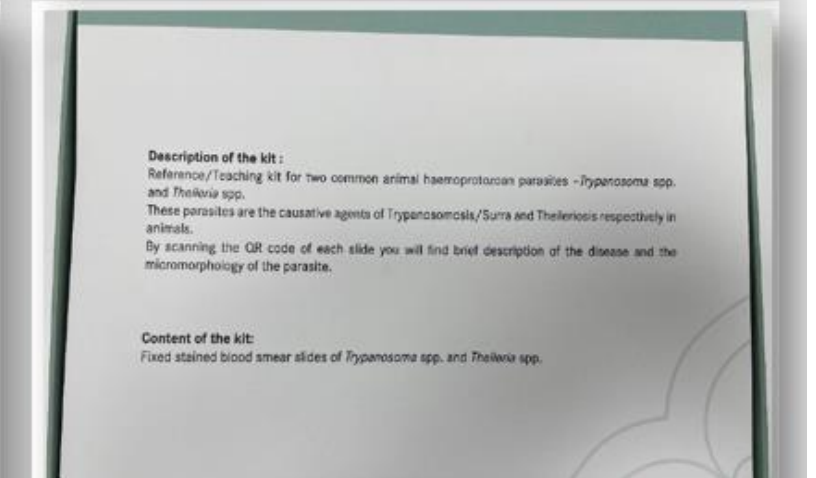 Description of the kit :
Reference/Teaching kit for two common animal haemoprotozoan parasites -Trypanosoma spp.
and Theileria spp.
These parasites are the causative agents of Trypanosomosis/Surra and Theileriosis respectively in
animals.
By scanning the QR code of each slide you will find brief description of the disease and the
micromorphology of the parasite.
Content of the kit:
Fixed stained blood smear slides of Trypanosoma spp. and Theileria spp.